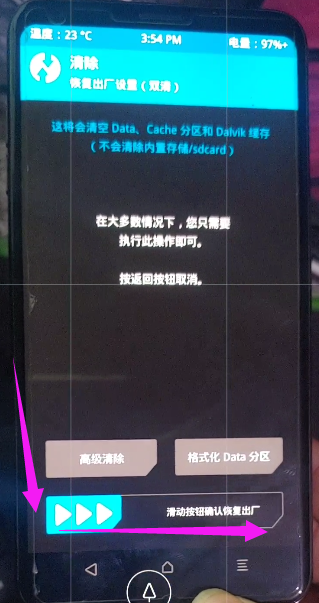 温度：23 °C 3:54 PM 电量：97%+
清除
恢复出厂设置（双清）
这将会清空 Data、Cache 分区和 Dalvik 缓存
（不会清除内置存储/sdcard）
在大多数情况下，您只需要
执行此操作即可。
按返回按钮取消。
高级清除 格式化 Data 分区
滑动按钮确认恢复出厂